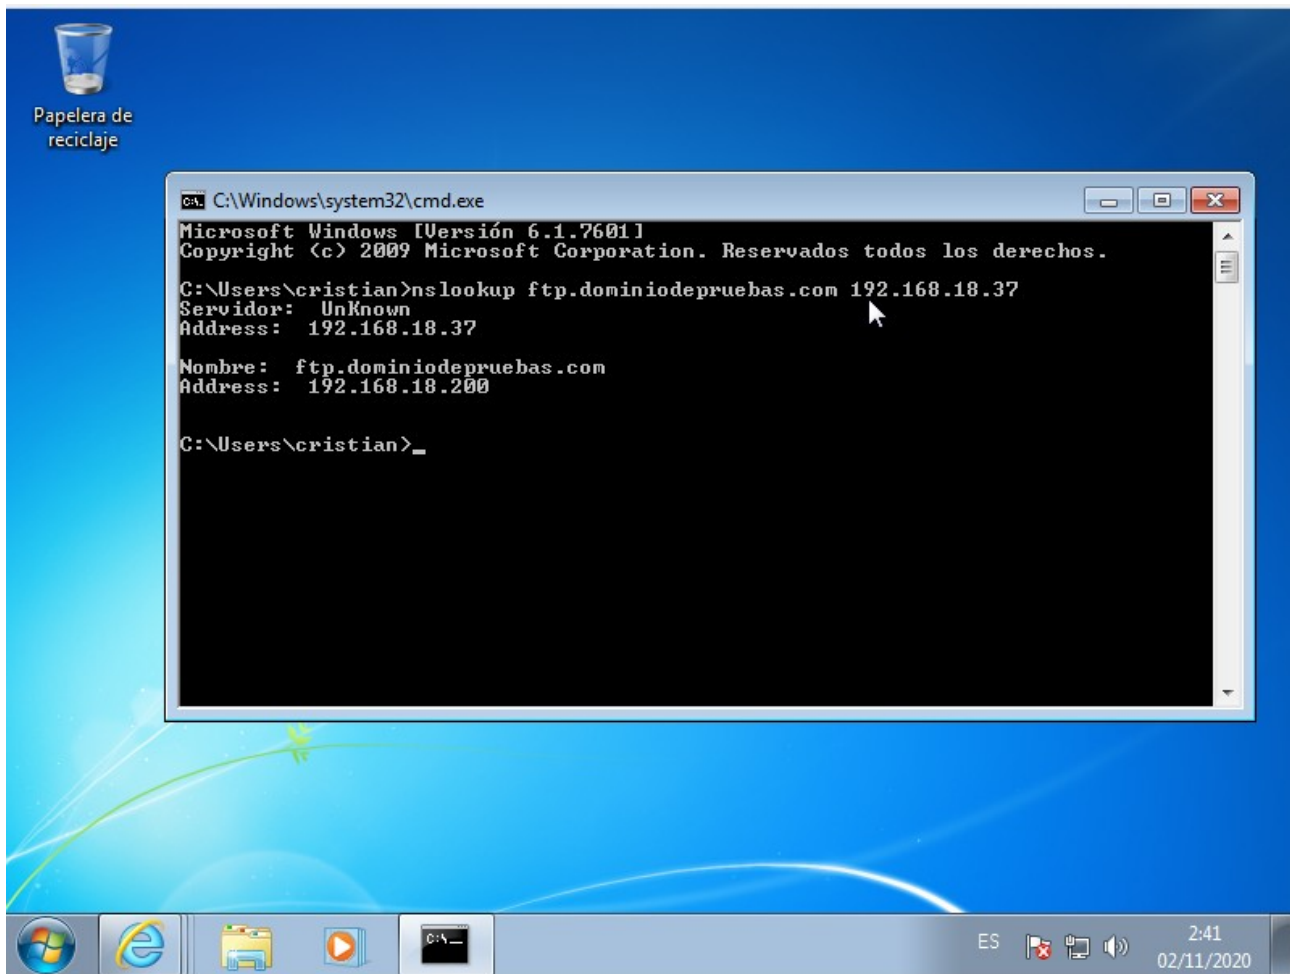 Papelera de
reciclaje
C:\Windows\system32\cmd.exe
Microsoft Windows [Versión 6.1.7601]
Copyright (c) 2009 Microsoft Corporation. Reservados todos los derechos.
C:\Users\cristian>nslookup ftp.dominiodepruebas.com 192.168.18.37
Servidor:  UnKnown
Address:  192.168.18.37
Nombre:  ftp.dominiodepruebas.com
Address:  192.168.18.200
C:\Users\cristian>_
C:\_
ES
2:41
02/11/2020